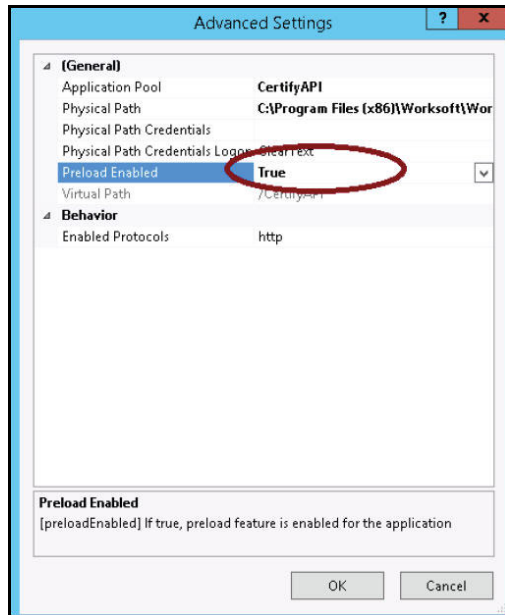 Advanced Settings
? x
(General)
Application Pool CertifyAPI
Physical Path C:\Program Files (x86)\Worksoft\Wor
Physical Path Credentials
Physical Path Credentials Logon ClearText
Preload Enabled True
Virtual Path /CertifyAPI
Behavior
Enabled Protocols http
Preload Enabled
[preloadEnabled] If true, preload feature is enabled for the application
OK Cancel